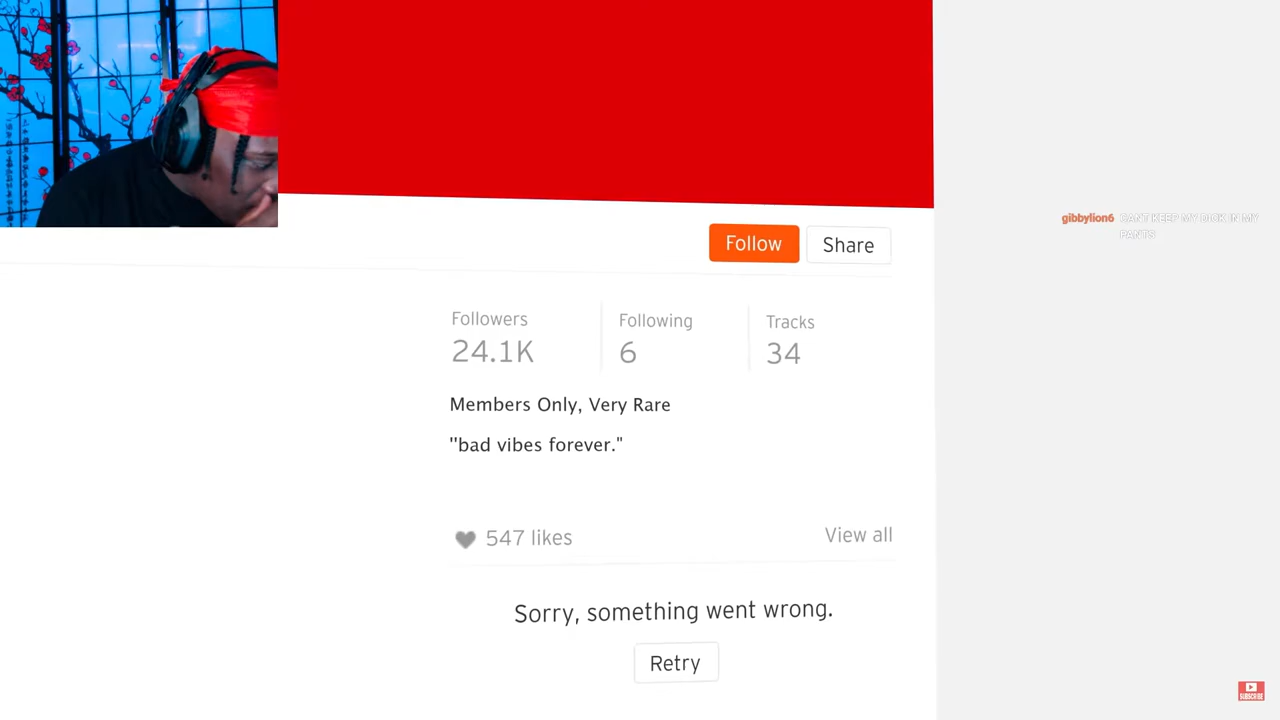 Follow
Share
Followers
Following
Tracks
24.1K
6
34
Members Only, Very Rare
"bad vibes forever."
547 likes
View all
Sorry, something went wrong.
Retry
gibbylion6 CANT KEEP MY DICK IN MY
PANTS
SUBSCRIBE